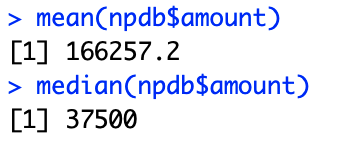 > mean(npdb$amount)
[1] 166257.2
> median(npdb$amount)
[1] 37500